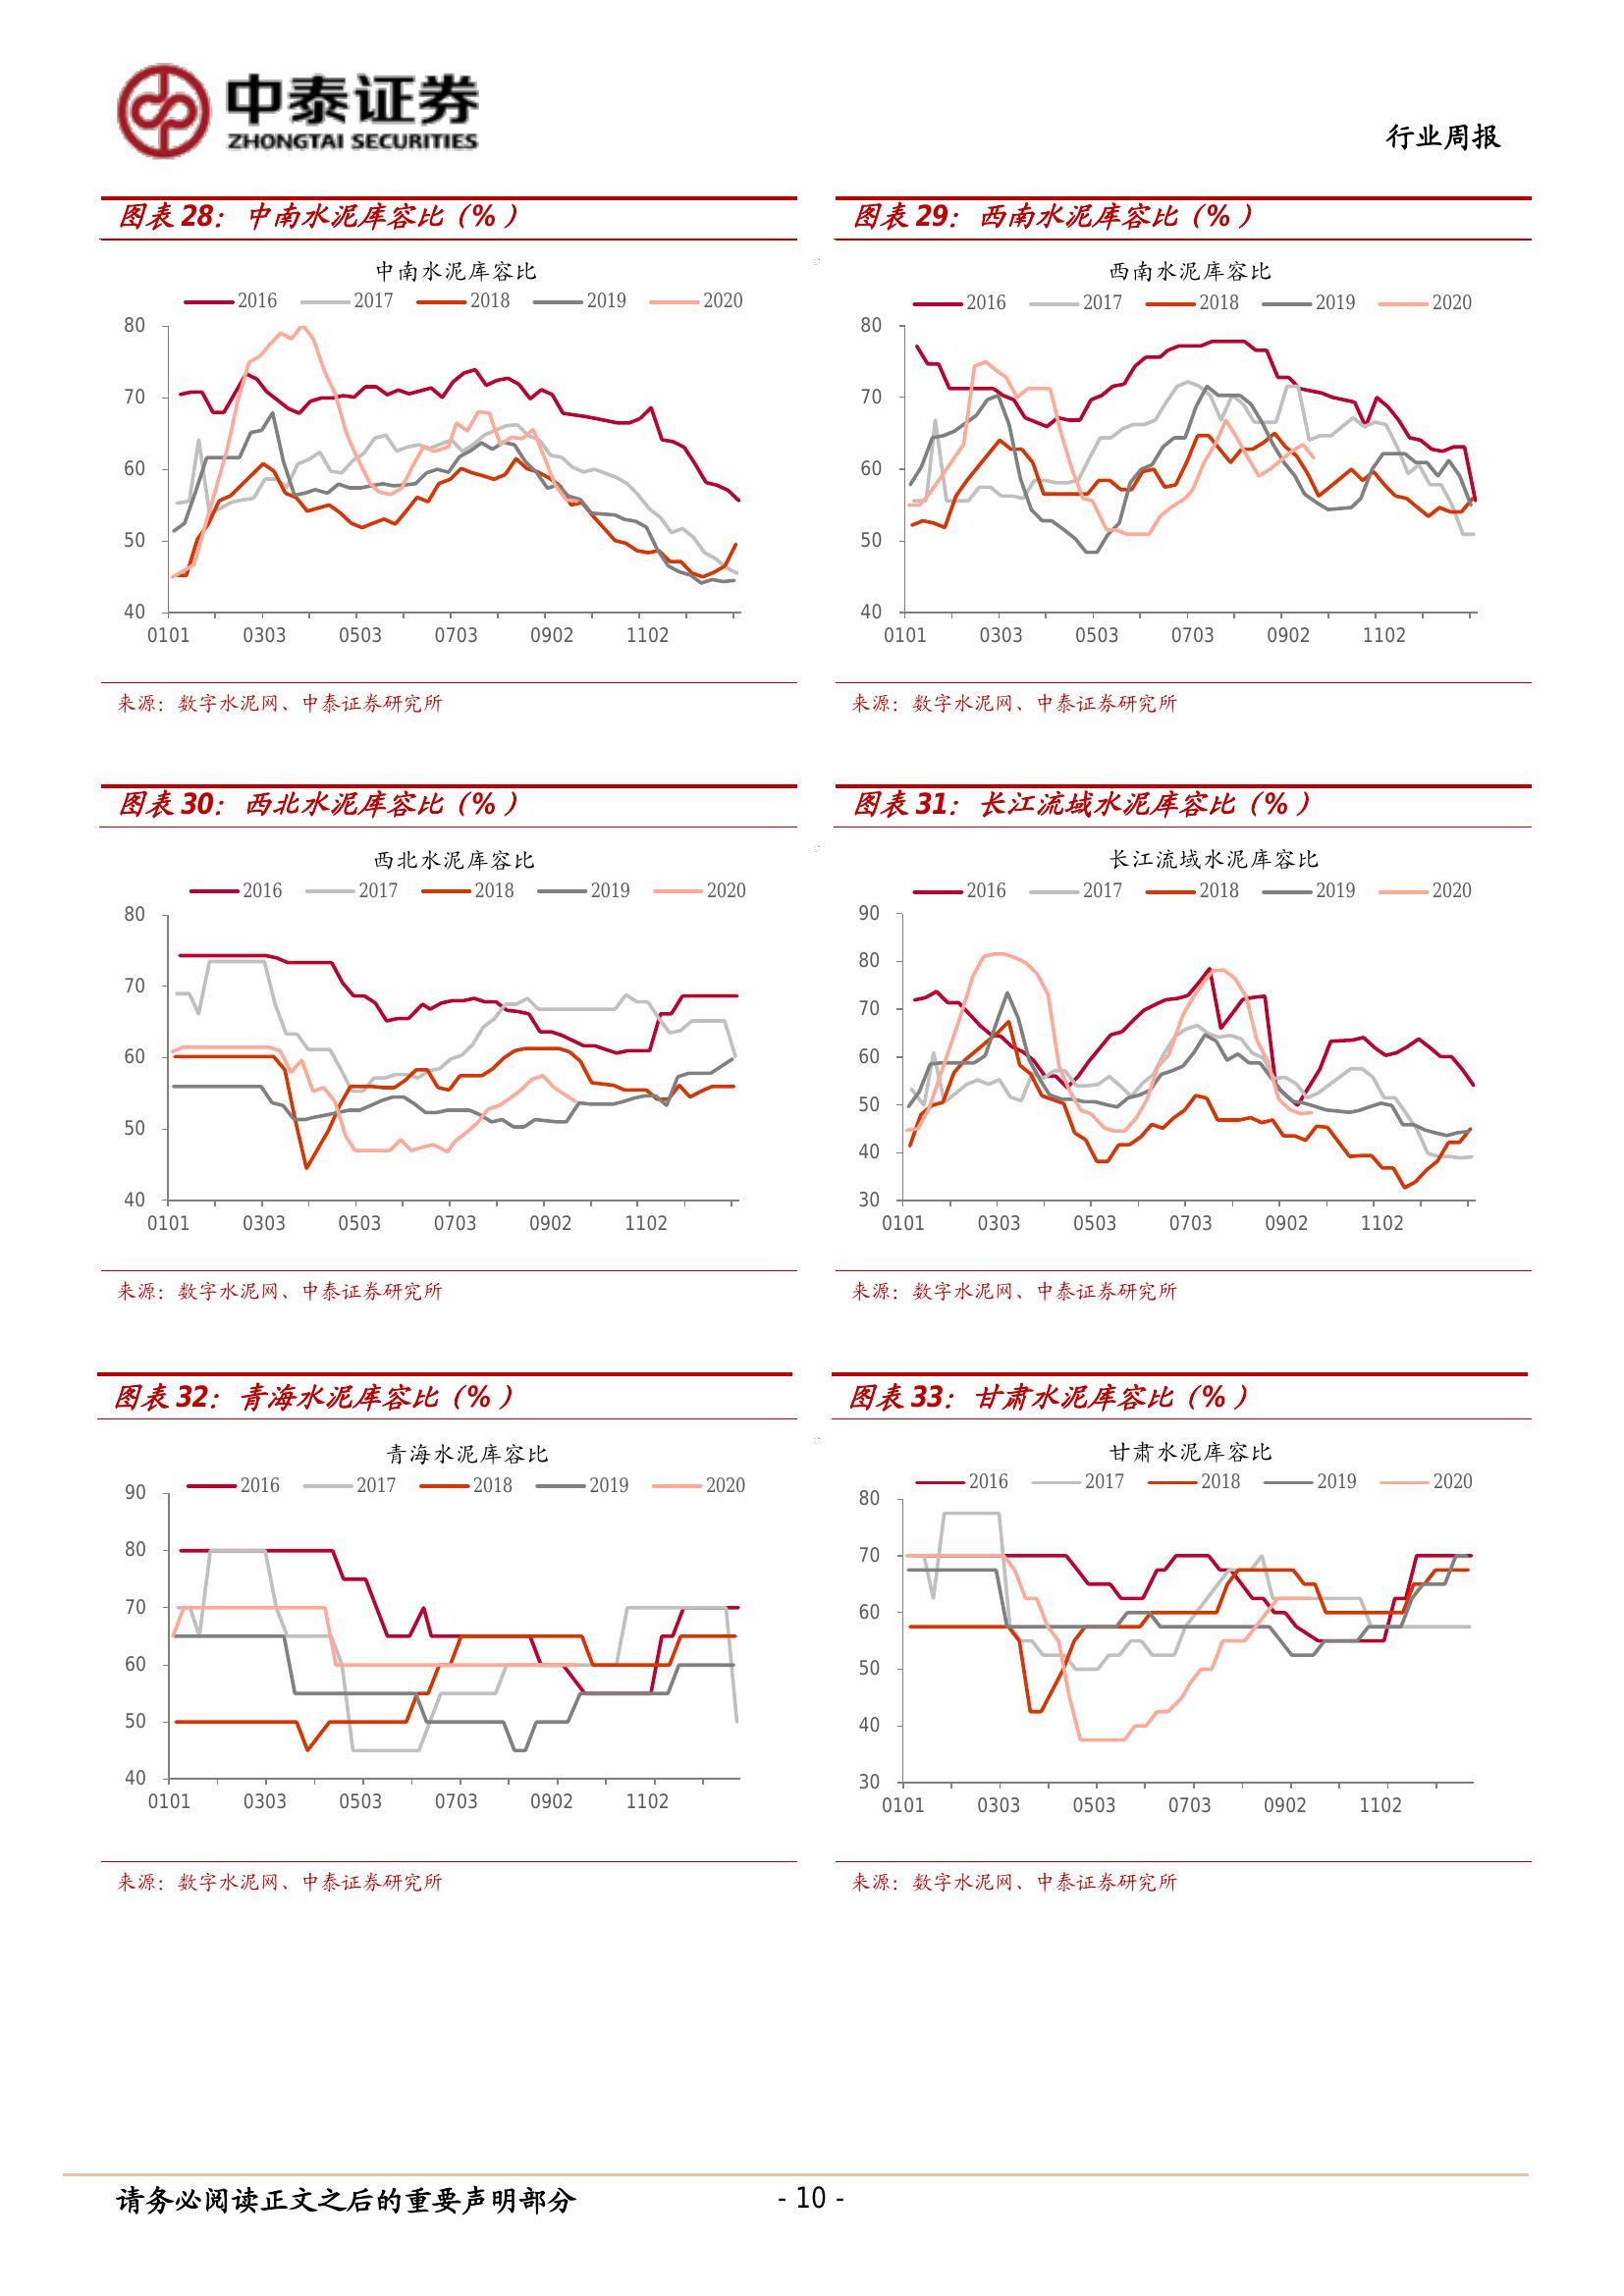 中泰证券
ZHONGTAI SECURITIES
行业周报
图表 28：中南水泥库容比（%）
中南水泥库容比
2016 2017 2018 2019 2020
80
70
60
50
40
0101 0303 0503 0703 0902 1102
来源：数字水泥网、中泰证券研究所
图表 29：西南水泥库容比（%）
西南水泥库容比
2016 2017 2018 2019 2020
80
70
60
50
40
0101 0303 0503 0703 0902 1102
来源：数字水泥网、中泰证券研究所
图表 30：西北水泥库容比（%）
西北水泥库容比
2016 2017 2018 2019 2020
80
70
60
50
40
0101 0303 0503 0703 0902 1102
来源：数字水泥网、中泰证券研究所
图表 31：长江流域水泥库容比（%）
长江流域水泥库容比
2016 2017 2018 2019 2020
90
80
70
60
50
40
30
0101 0303 0503 0703 0902 1102
来源：数字水泥网、中泰证券研究所
图表 32：青海水泥库容比（%）
青海水泥库容比
2016 2017 2018 2019 2020
90
80
70
60
50
40
0101 0303 0503 0703 0902 1102
来源：数字水泥网、中泰证券研究所
图表 33：甘肃水泥库容比（%）
甘肃水泥库容比
2016 2017 2018 2019 2020
80
70
60
50
40
30
0101 0303 0503 0703 0902 1102
来源：数字水泥网、中泰证券研究所
请务必阅读正文之后的重要声明部分
- 10 -